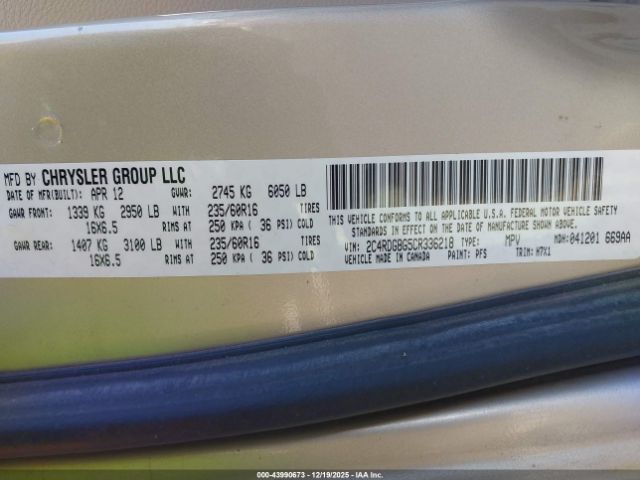 MFD BY CHRYSLER GROUP LLC
DATE OF MFR(BUILT): APR 12 GVWR: 2745 KG 6050 LB
GAWR FRONT: 1339 KG 2950 LB WITH 235/60R16 TIRES
16X6.5 RIMS AT 250 KPA ( 36 PSI) COLD
GAWR REAR: 1407 KG 3100 LB WITH 235/60R16 TIRES
16X6.5 RIMS AT 250 KPA ( 36 PSI) COLD
THIS VEHICLE CONFORMS TO ALL APPLICABLE U.S.A. FEDERAL MOTOR VEHICLE SAFETY
STANDARDS IN EFFECT ON THE DATE OF MANUFACTURE SHOWN ABOVE.
VIN: 2C4RDGBG5CR336218 TYPE: MPV MDH: 041201 669AA
VEHICLE MADE IN CANADA PAINT: PFS TRIM: H7X1
000-43990673 - 12/19/2025 - IAA, Inc.